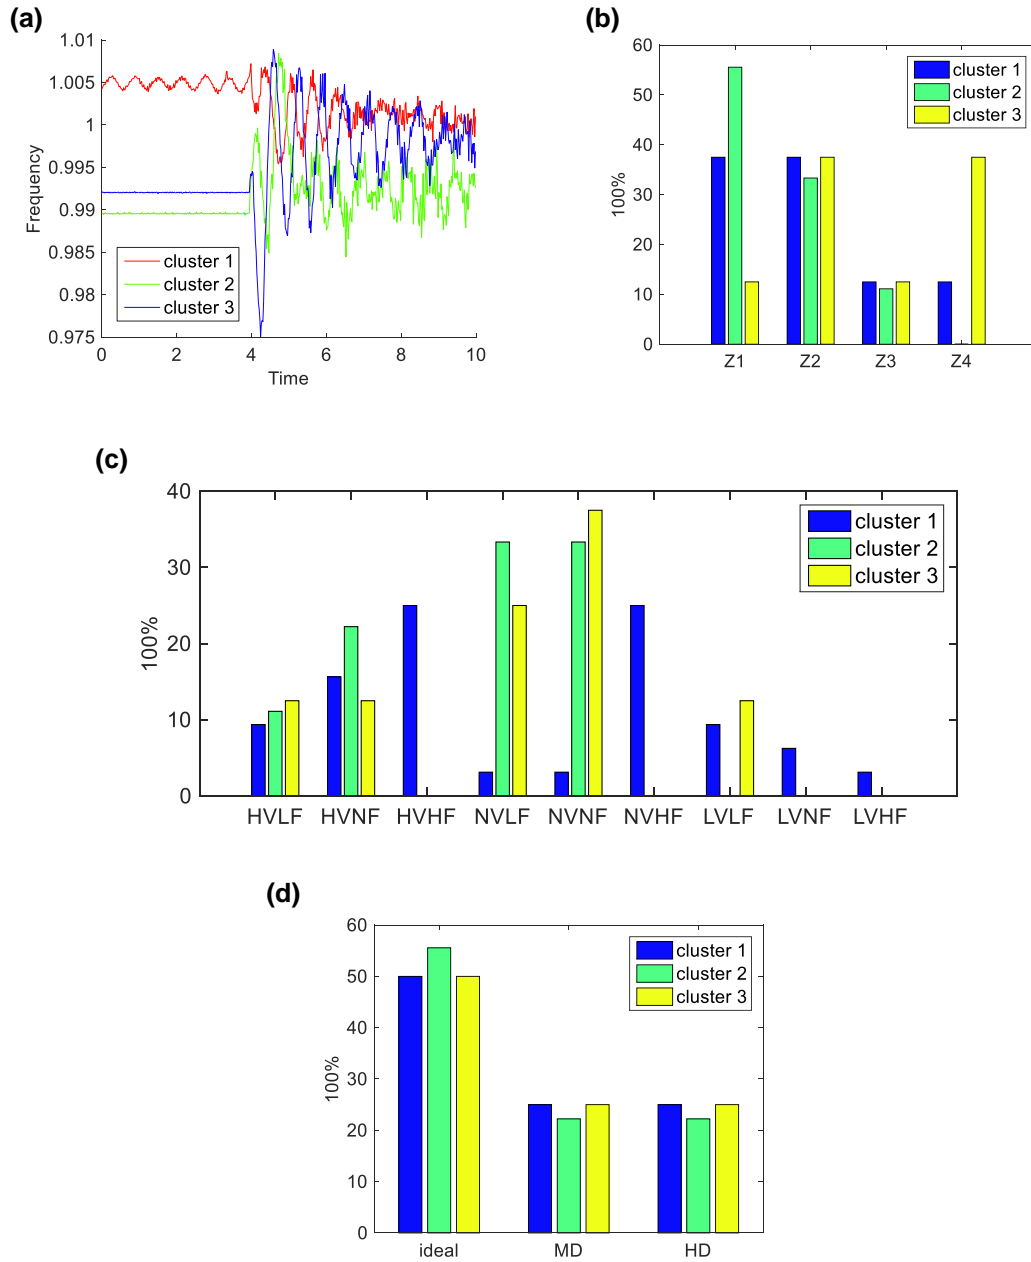 (a)
1.01
1.005
1
0.995
0.99
0.985
0.98
0.975
Frequency
0 2 4 6 8 10
Time
cluster 1
cluster 2
cluster 3
(b)
60
50
40
30
20
10
0
100%
Z1 Z2 Z3 Z4
cluster 1
cluster 2
cluster 3
(c)
40
30
20
10
0
100%
HVLF HVNF HVHF NVLF NVNF NVHF LVLF LVNF LVHF
cluster 1
cluster 2
cluster 3
(d)
60
50
40
30
20
10
0
100%
ideal MD HD
cluster 1
cluster 2
cluster 3